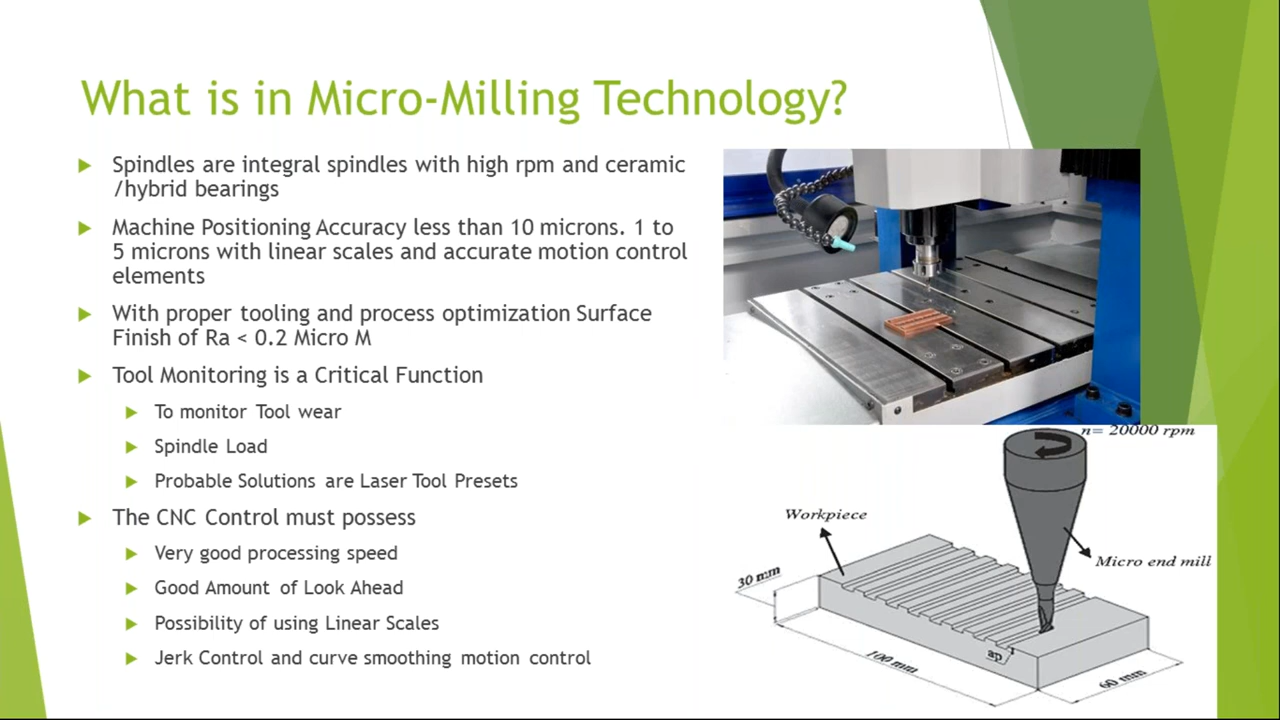 What is in Micro-Milling Technology?
Spindles are integral spindles with high rpm and ceramic
/hybrid bearings
Machine Positioning Accuracy less than 10 microns. 1 to
5 microns with linear scales and accurate motion control
elements
With proper tooling and process optimization Surface
Finish of Ra < 0.2 Micro M
Tool Monitoring is a Critical Function
To monitor Tool wear
Spindle Load
Probable Solutions are Laser Tool Presets
The CNC Control must possess
Very good processing speed
Good Amount of Look Ahead
Possibility of using Linear Scales
Jerk Control and curve smoothing motion control
n= 20000 rpm
Workpiece
Micro end mill
30 mm
ap
100 mm
60 mm